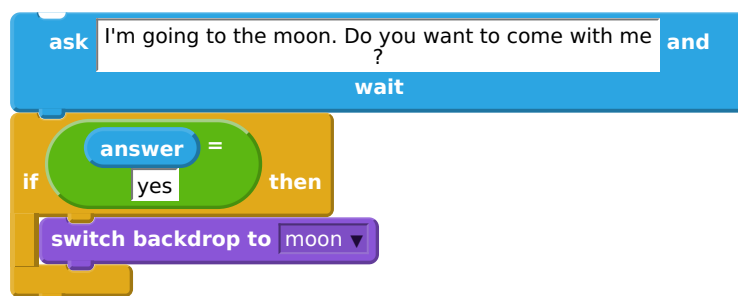 ask I'm going to the moon. Do you want to come with me and
?
wait
answer =
if yes then
switch backdrop to moon ▼